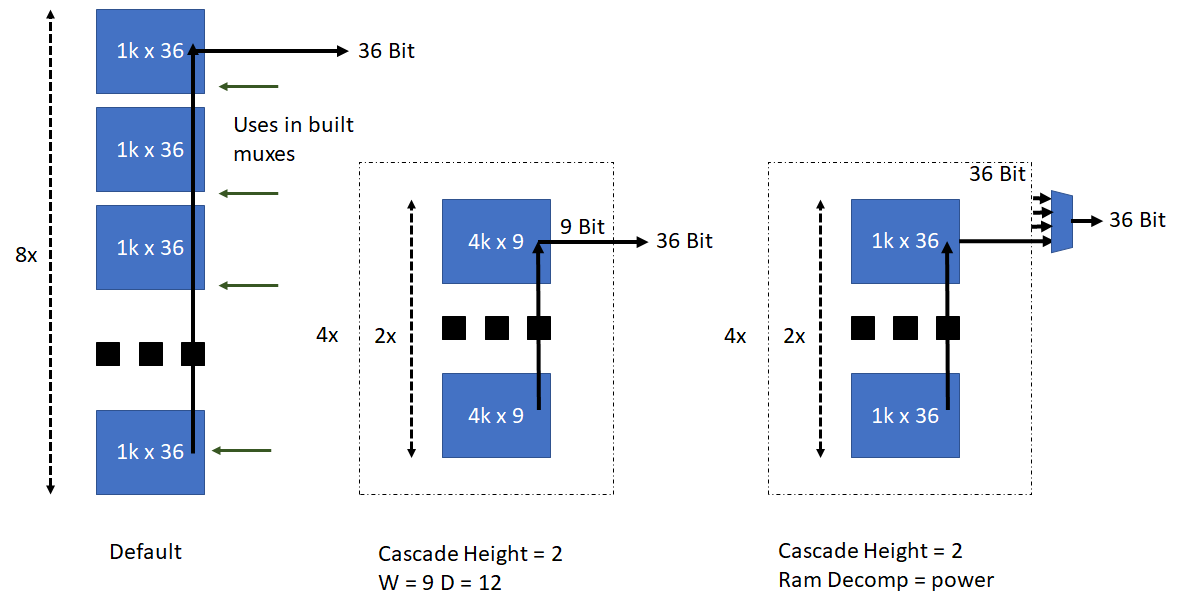 1k x 36
36 Bit
Uses in built
muxes
1k x 36
1k x 36
8x
1k x 36
Default
4k x 9
9 Bit
36 Bit
4x
2x
4k x 9
Cascade Height = 2
W = 9 D = 12
36 Bit
36 Bit
1k x 36
4x
2x
1k x 36
Cascade Height = 2
Ram Decomp = power